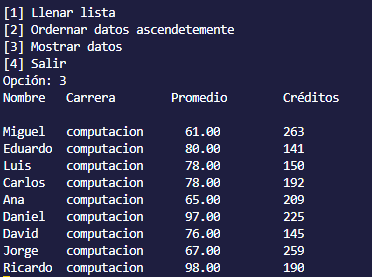 [1] Llenar lista
[2] Ordernar datos ascendetemente
[3] Mostrar datos
[4] Salir
Opción: 3
Nombre Carrera Promedio Créditos
Miguel computacion 61.00 263
Eduardo computacion 80.00 141
Luis computacion 78.00 150
Carlos computacion 78.00 192
Ana computacion 65.00 209
Daniel computacion 97.00 225
David computacion 76.00 145
Jorge computacion 67.00 259
Ricardo computacion 98.00 190